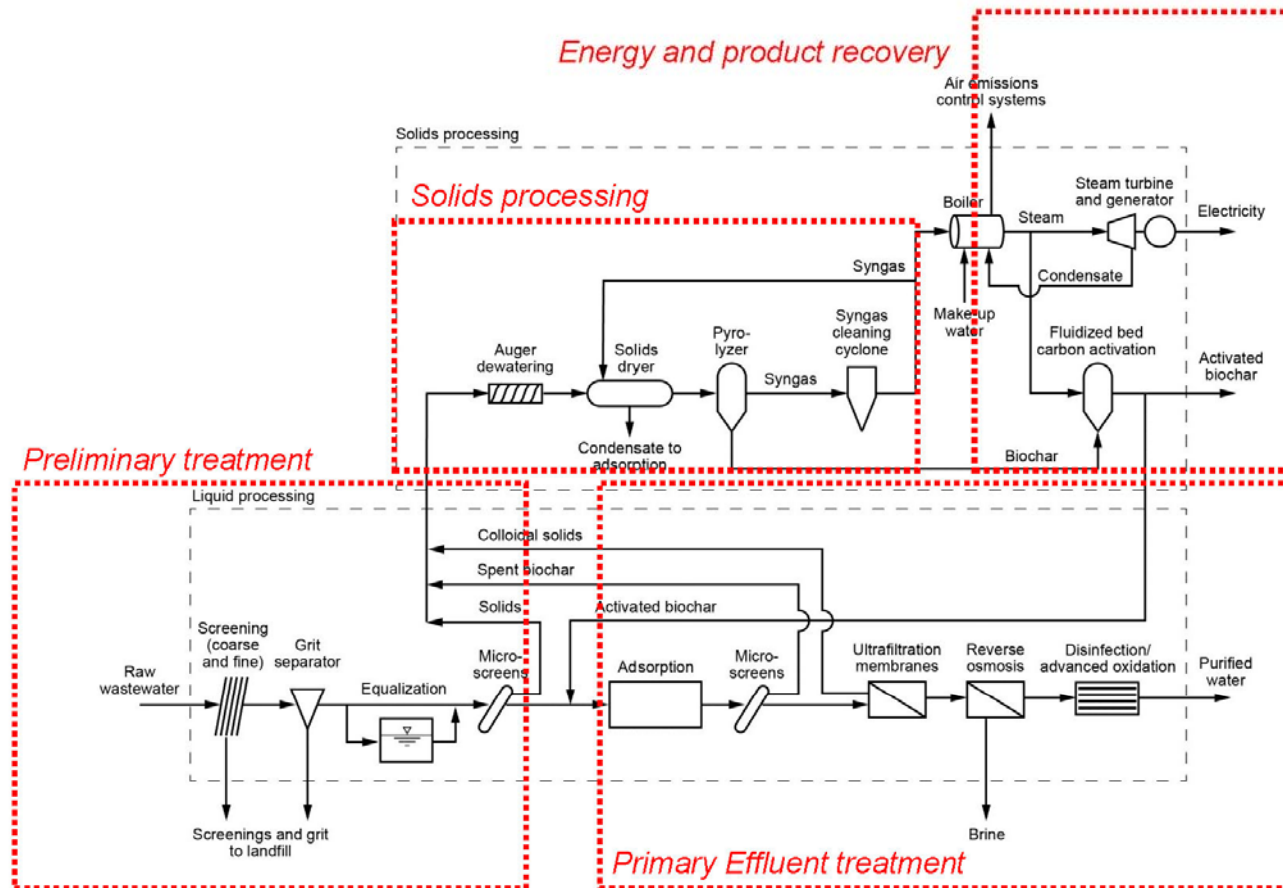 Energy and product recovery
Air emissions
control systems
Solids processing
Solids processing
Boiler
Steam
Steam turbine
and generator
Electricity
Syngas
Condensate
Make-up
water
Auger
dewatering
Solids
dryer
Pyro-
lyzer
Syngas
cleaning
cyclone
Syngas
Fluidized bed
carbon activation
Activated
biochar
Condensate to
adsorption
Biochar
Preliminary treatment
Liquid processing
Colloidal solids
Spent biochar
Solids
Activated biochar
Screening
(coarse
and fine)
Grit
separator
Raw
wastewater
Equalization
Micro-
screens
Adsorption
Micro-
screens
Ultrafiltration
membranes
Reverse
osmosis
Disinfection/
advanced oxidation
Purified
water
Screenings and grit
to landfill
Brine
Primary Effluent treatment